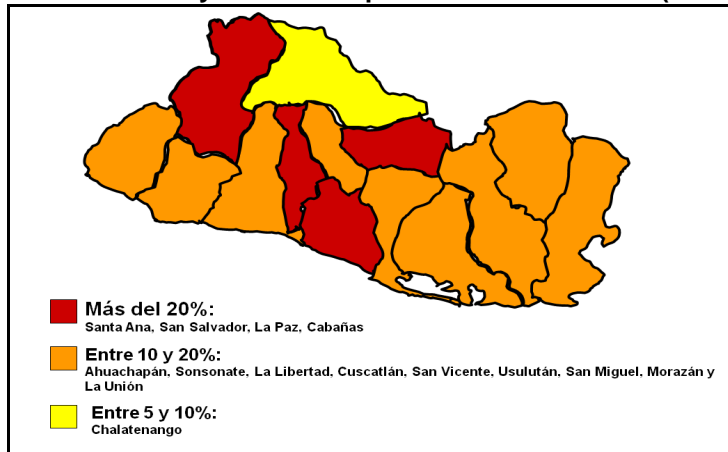 Más del 20%:
Santa Ana, San Salvador, La Paz, Cabañas
Entre 10 y 20%:
Ahuachapán, Sonsonate, La Libertad, Cuscatlán, San Vicente, Usulután, San Miguel, Morazán y
La Unión
Entre 5 y 10%:
Chalatenango